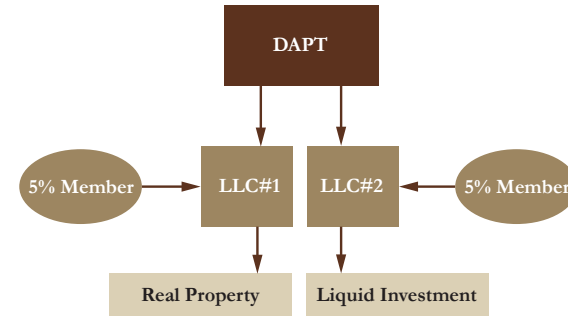 DAPT
5% Member
LLC#1
LLC#2
5% Member
Real Property
Liquid Investment